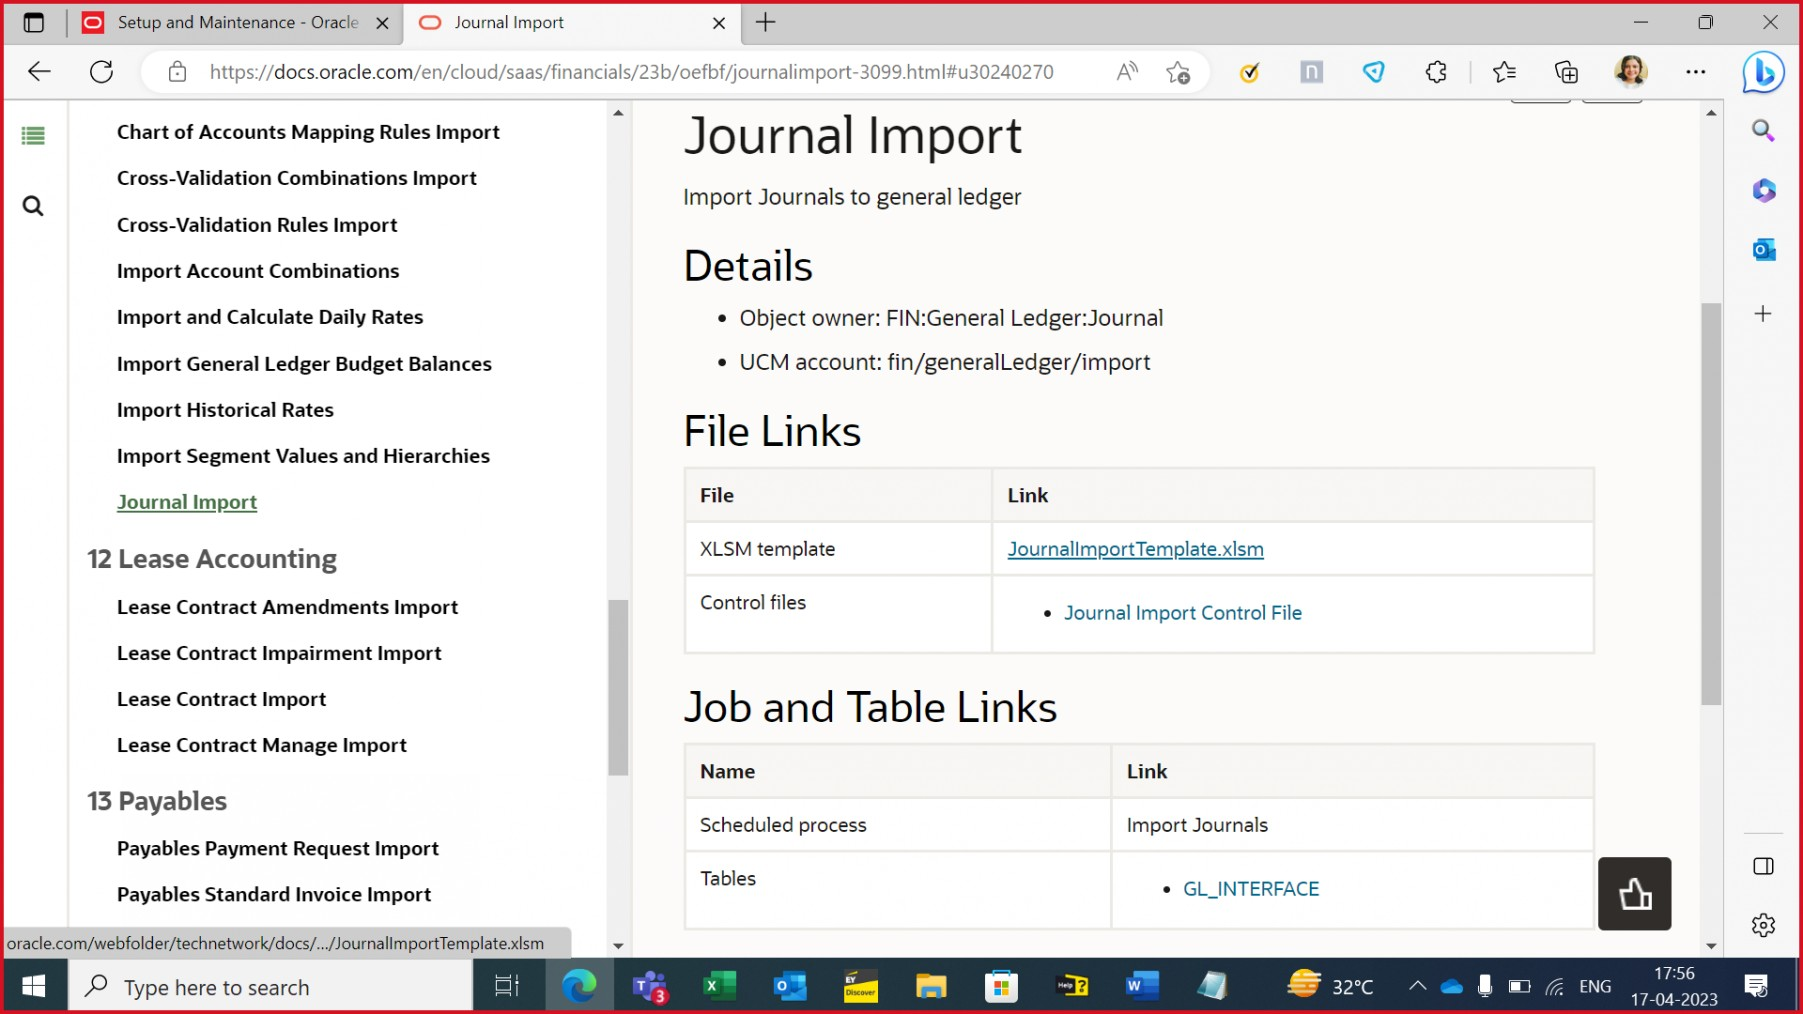 Setup and Maintenance - Oracle
Journal Import
https://docs.oracle.com/en/cloud/saas/financials/23b/oefbf/journalimport-3099.html#u30240270
Chart of Accounts Mapping Rules Import
Cross-Validation Combinations Import
Cross-Validation Rules Import
Import Account Combinations
Import and Calculate Daily Rates
Import General Ledger Budget Balances
Import Historical Rates
Import Segment Values and Hierarchies
Journal Import
12 Lease Accounting
Lease Contract Amendments Import
Lease Contract Impairment Import
Lease Contract Import
Lease Contract Manage Import
13 Payables
Payables Payment Request Import
Payables Standard Invoice Import
oracle.com/webfolder/technetwork/docs/.../JournalImportTemplate.xlsm
Journal Import
Import Journals to general ledger
Details
• Object owner: FIN:General Ledger:Journal
• UCM account: fin/generalLedger/import
File Links
File Link
XLSM template JournalImportTemplate.xlsm
Control files • Journal Import Control File
Job and Table Links
Name Link
Scheduled process Import Journals
Tables • GL_INTERFACE
Type here to search
3
EY
Discover
Help ?
32°C
ENG
17:56
17-04-2023